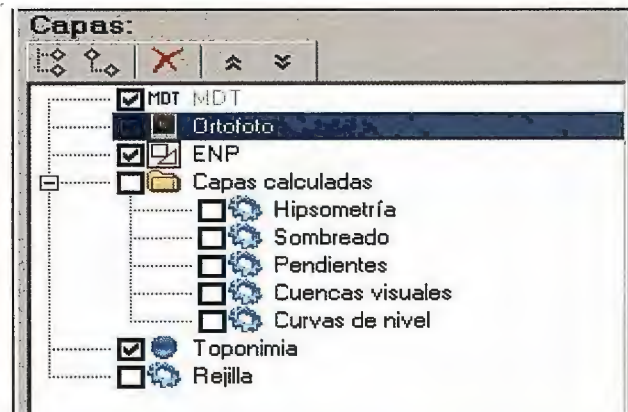 Capas:
MDT MDT
Ortofoto
ENP
Capas calculadas
Hipsometría
Sombreado
Pendientes
Cuencas visuales
Curvas de nivel
Toponimia
Rejilla